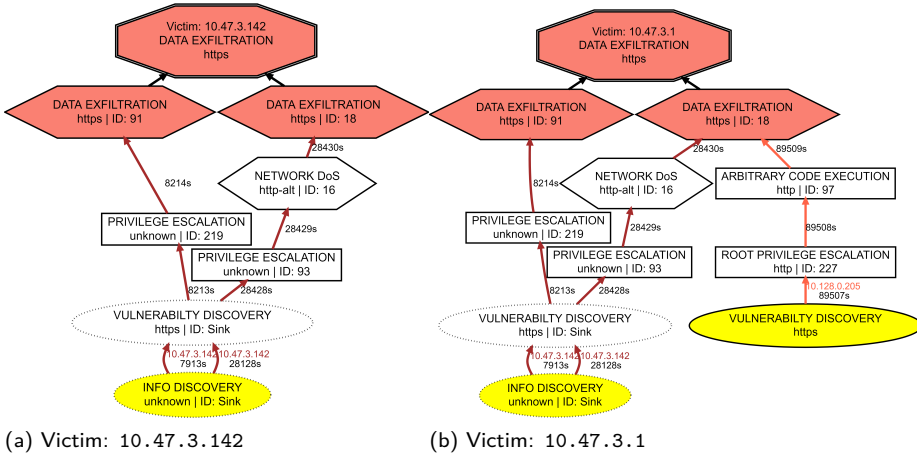 Victim: 10.47.3.142
DATA EXFILTRATION
https
DATA EXFILTRATION
https | ID: 91
DATA EXFILTRATION
https | ID: 18
28430s
NETWORK DoS
http-alt | ID: 16
8214s
PRIVILEGE ESCALATION
unknown | ID: 219
28429s
PRIVILEGE ESCALATION
unknown | ID: 93
8213s
28428s
VULNERABILTY DISCOVERY
https | ID: Sink
10.47.3.142
7913s
10.47.3.142
28128s
INFO DISCOVERY
unknown | ID: Sink
(a) Victim: 10.47.3.142
Victim: 10.47.3.1
DATA EXFILTRATION
https
DATA EXFILTRATION
https | ID: 91
DATA EXFILTRATION
https | ID: 18
28430s
89509s
NETWORK DoS
http-alt | ID: 16
ARBITRARY CODE EXECUTION
http | ID: 97
8214s
PRIVILEGE ESCALATION
unknown | ID: 219
28429s
89508s
PRIVILEGE ESCALATION
unknown | ID: 93
ROOT PRIVILEGE ESCALATION
http | ID: 227
8213s
28428s
10.128.0.205
89507s
VULNERABILTY DISCOVERY
https | ID: Sink
VULNERABILTY DISCOVERY
https
10.47.3.142
7913s
10.47.3.142
28128s
INFO DISCOVERY
unknown | ID: Sink
(b) Victim: 10.47.3.1